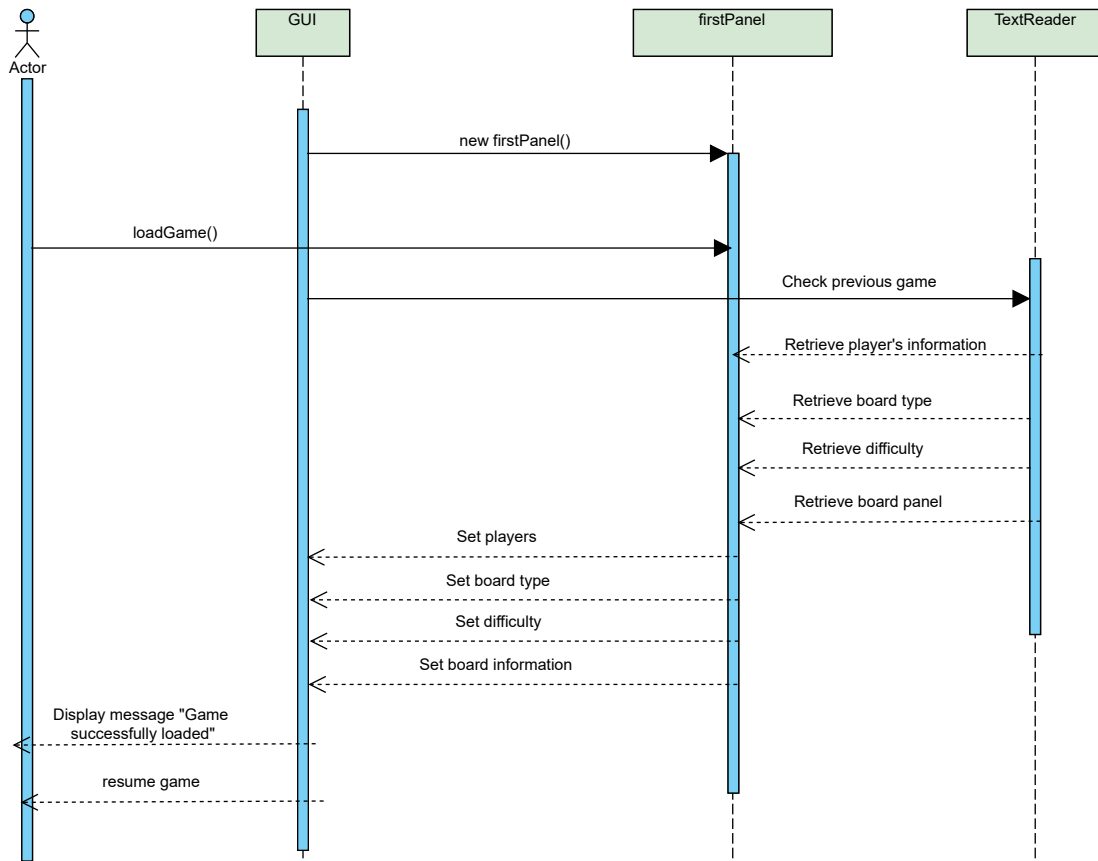 GUI
firstPanel
TextReader
Actor
new firstPanel()
loadGame()
Check previous game
Retrieve player's information
Retrieve board type
Retrieve difficulty
Retrieve board panel
Set players
Set board type
Set difficulty
Set board information
Display message "Game
successfully loaded"
resume game